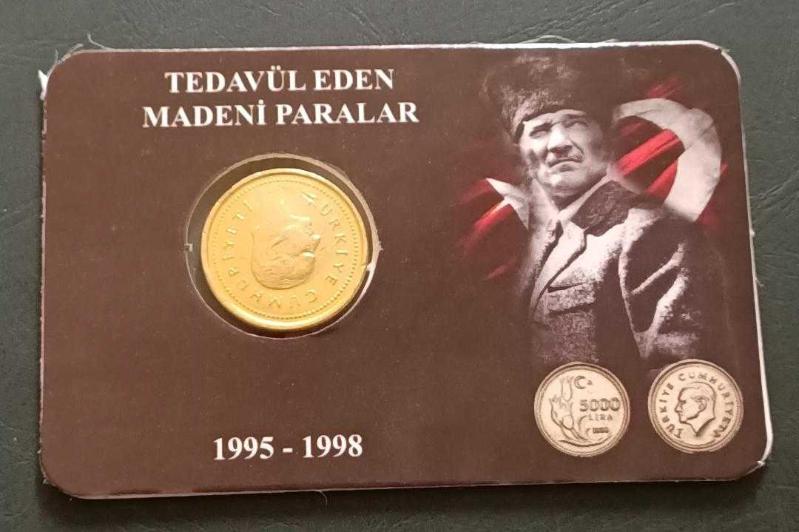 TEDAVÜL EDEN
MADENİ PARALAR
TÜRKİYE CUMHURİYETİ
1995 - 1998
5000
LİRA
TÜRKİYE CUMHURİYETİ